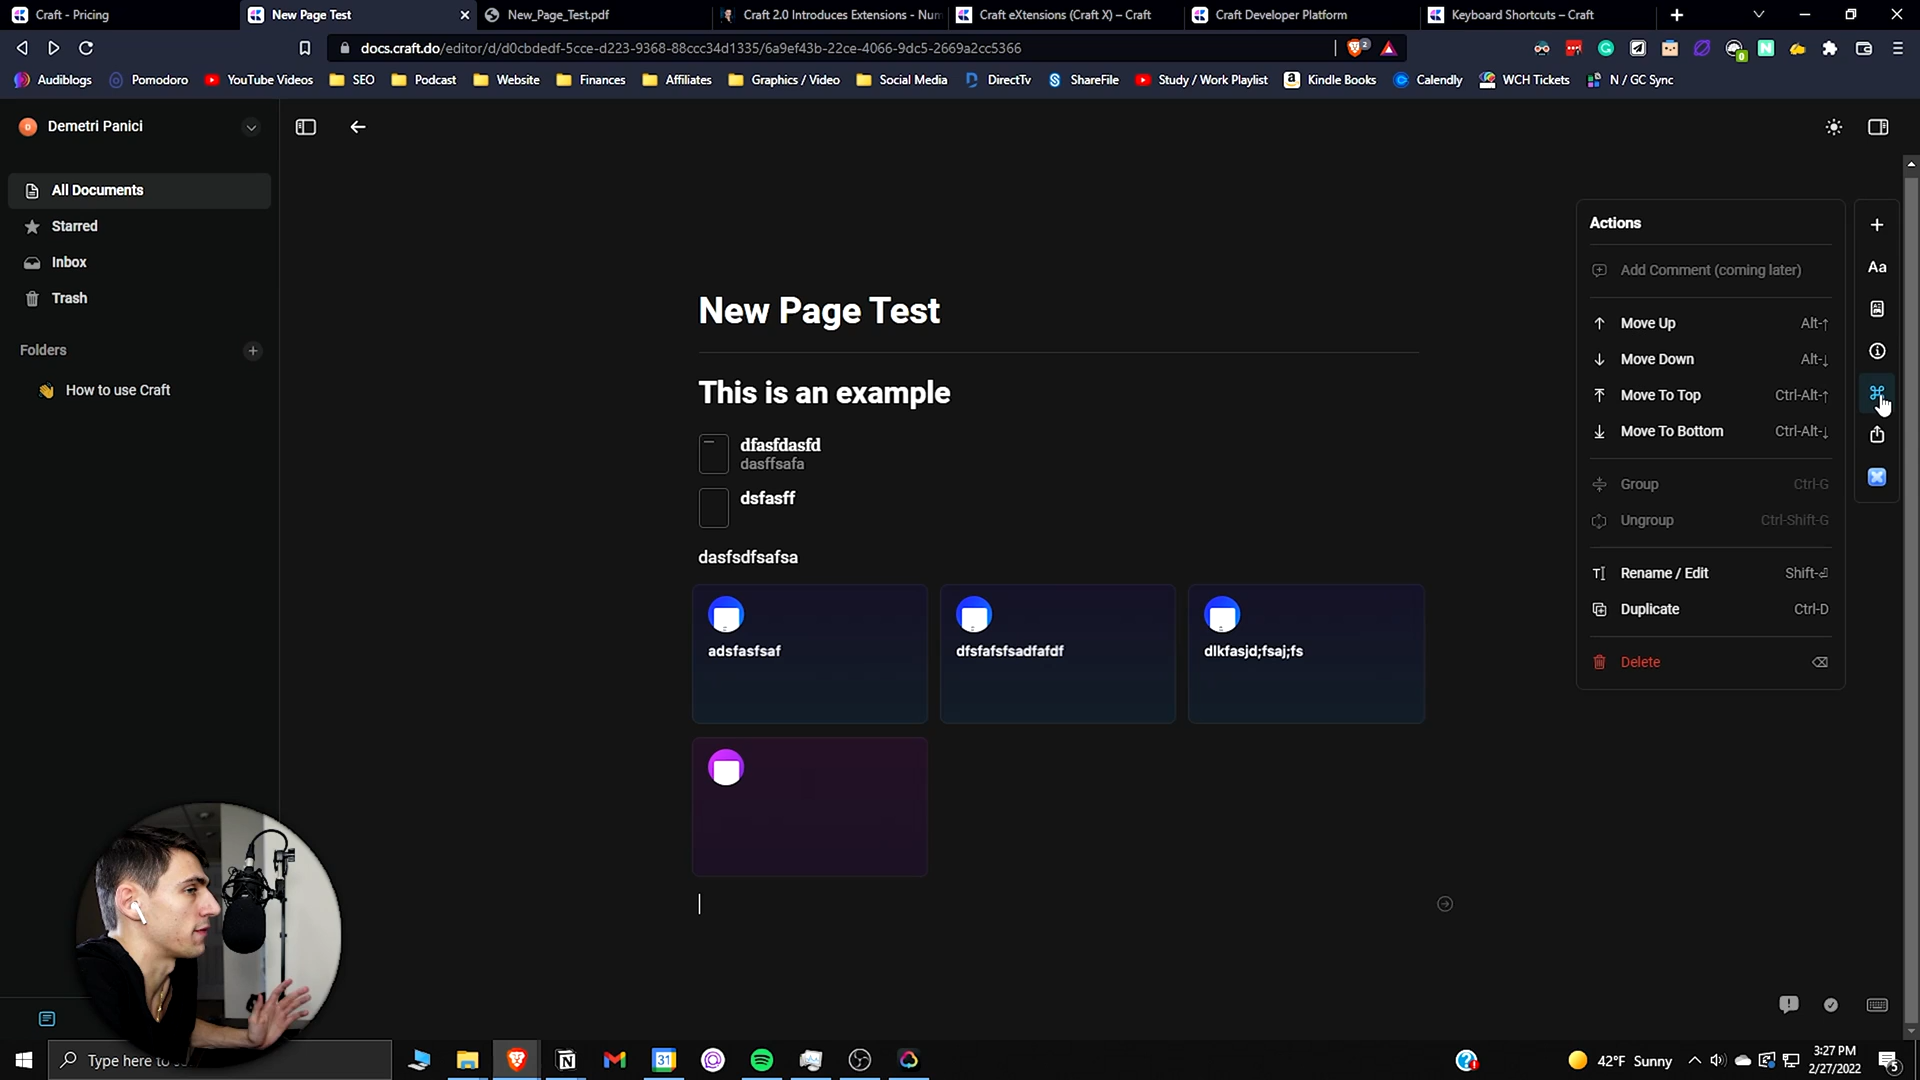 Craft - Pricing
New Page Test
New_Page_Test.pdf
Craft 2.0 Introduces Extensions - Num
Craft eXtensions (Craft X) – Craft
Craft Developer Platform
Keyboard Shortcuts – Craft
docs.craft.do/editor/d/d0cbdedf-5cce-d223-9368-88ccc34d1335/6a9ef43b-22ce-4066-9dc5-2669a2cc5366
Audiblogs
Pomodoro
YouTube Videos
SEO
Podcast
Website
Finances
Affiliates
Graphics / Video
Social Media
DirectTv
ShareFile
Study / Work Playlist
Kindle Books
Calendly
WCH Tickets
N / GC Sync
Demetri Panici
All Documents
Starred
Inbox
Trash
Folders
How to use Craft
New Page Test
This is an example
dfasfdasfd
dasffsafa
dsfasff
dasfsdfsafsa
adsfasfsaf
dfsfafsfsadfafdf
dlkfasjd;fsaj;fs
Actions
Add Comment (coming later)
Move Up Alt-↑
Move Down Alt-↓
Move To Top Ctrl-Alt-↑
Move To Bottom Ctrl-Alt-↓
Group Ctrl-G
Ungroup Ctrl-Shift-G
Rename / Edit Shift-⏎
Duplicate Ctrl-D
Delete ⌫
Aa
Type here to
31
42°F Sunny
3:27 PM
2/27/2022
5